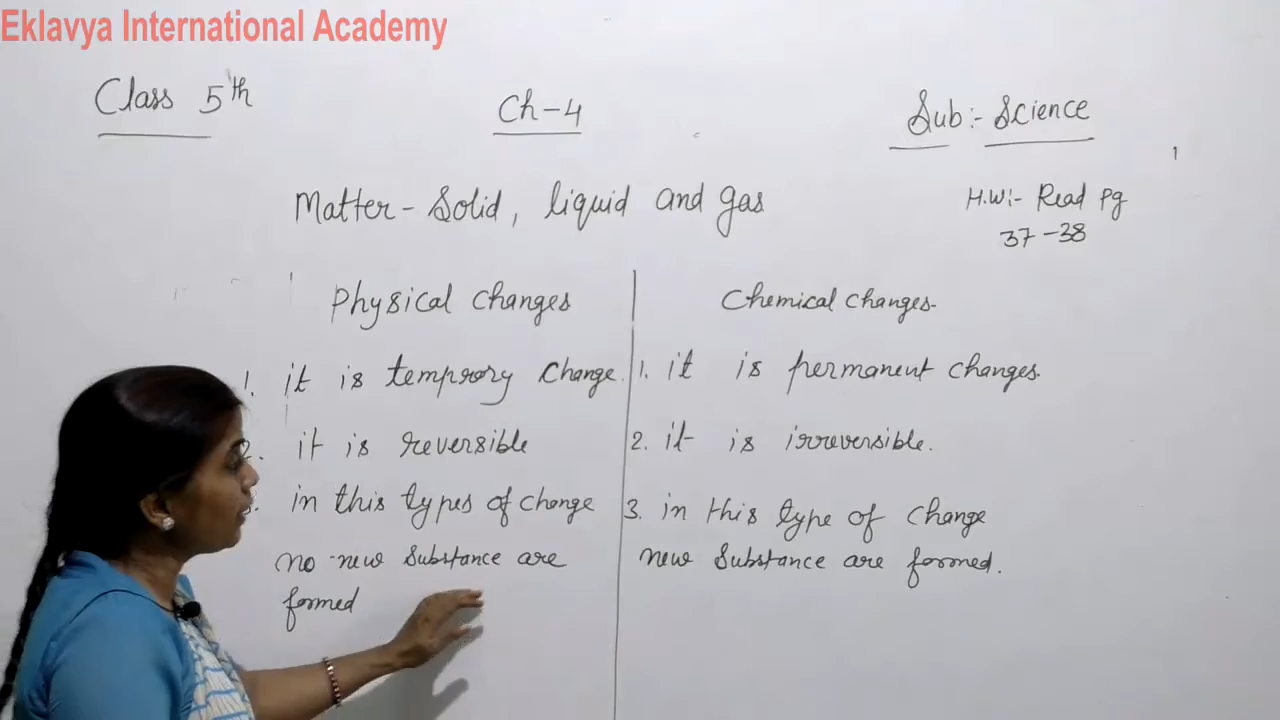 Eklavya International Academy
Class 5th
Ch-4
Sub:- Science
Matter - Solid, liquid and gas
H.W:- Read Pg
37-38
Physical changes
1. it is temprory change.
2. it is reversible
in this types of change
no new substance are
formed
Chemical changes.
1. it is permanent changes.
2. it is irreversible.
3. in this type of change
new substance are formed.